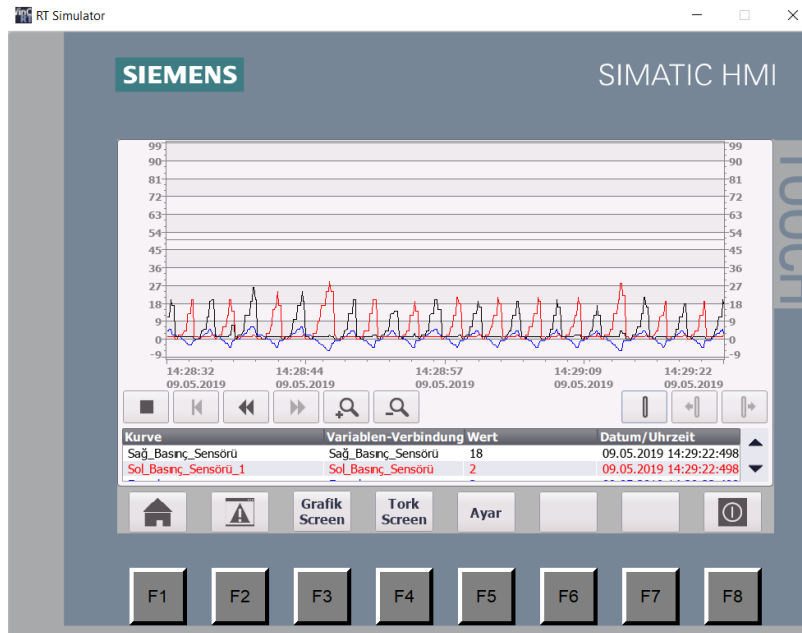 RT Simulator
SIEMENS
SIMATIC HMI
TOUCH
99 99
90 90
81 81
72 72
63 63
54 54
45 45
36 36
27 27
18 18
9 9
0 0
-9 -9
14:28:32 14:28:44 14:28:57 14:29:09 14:29:22
09.05.2019 09.05.2019 09.05.2019 09.05.2019 09.05.2019
Kurve Variablen-Verbindung Wert Datum/Uhrzeit
Sağ_Basınç_Sensörü Sağ_Basınç_Sensörü 18 09.05.2019 14:29:22:498
Sol_Basınç_Sensörü_1 Sol_Basınç_Sensörü 2 09.05.2019 14:29:22:498
Grafik Screen
Tork Screen
Ayar
F1 F2 F3 F4 F5 F6 F7 F8